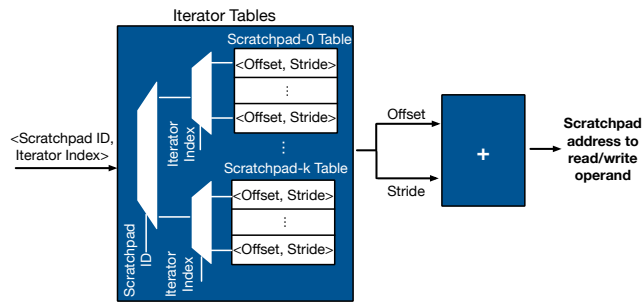 Iterator Tables
Scratchpad-0 Table
<Offset, Stride>
⋮
<Offset, Stride>
<Scratchpad ID,
Iterator Index>
Iterator
Index
⋮
Scratchpad-k Table
<Offset, Stride>
⋮
<Offset, Stride>
Scratchpad
ID
Iterator
Index
Offset
Stride
+
Scratchpad
address to
read/write
operand